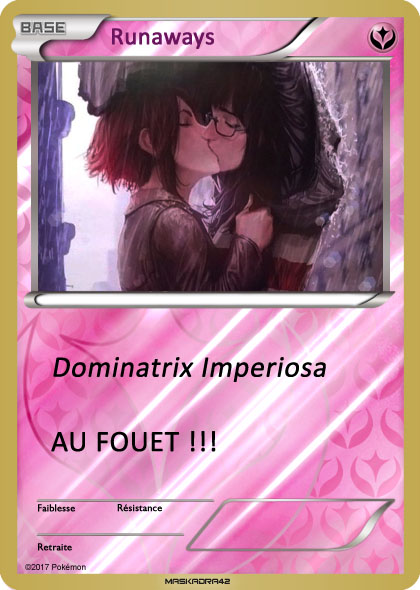 BASE
Runaways
Dominatrix Imperiosa
AU FOUET !!!
Faiblesse Résistance
Retraite
©2017 Pokémon
MASKADRA42